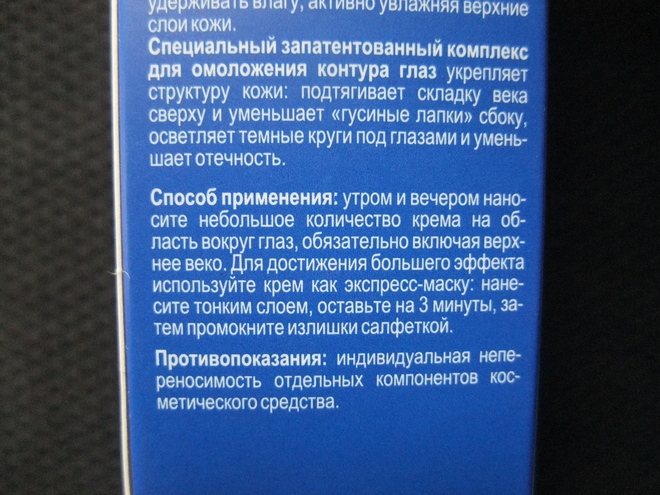 удерживать влагу, активно увлажняя верхние
слои кожи.
Специальный запатентованный комплекс
для омоложения контура глаз укрепляет
структуру кожи: подтягивает складку века
сверху и уменьшает «гусиные лапки» сбоку,
осветляет темные круги под глазами и умень-
шает отечность.
Способ применения: утром и вечером нано-
сите небольшое количество крема на об-
ласть вокруг глаз, обязательно включая верх-
нее веко. Для достижения большего эффекта
используйте крем как экспресс-маску: нане-
сите тонким слоем, оставьте на 3 минуты, за-
тем промокните излишки салфеткой.
Противопоказания: индивидуальная непе-
реносимость отдельных компонентов кос-
метического средства.